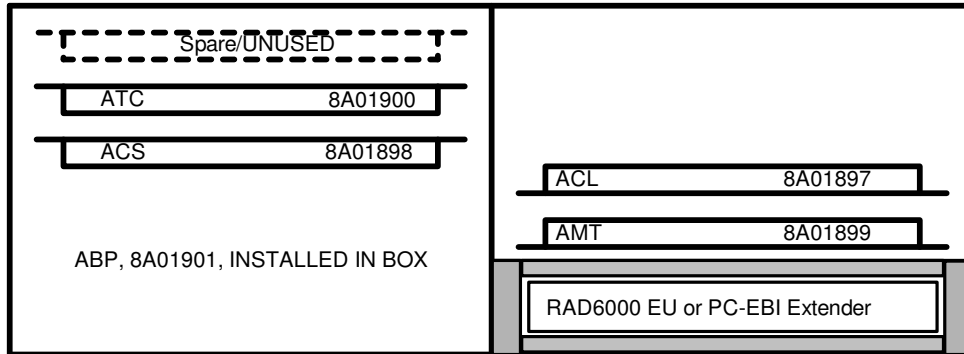 Spare/UNUSED
ATC 8A01900
ACS 8A01898
ABP, 8A01901, INSTALLED IN BOX
ACL 8A01897
AMT 8A01899
RAD6000 EU or PC-EBI Extender